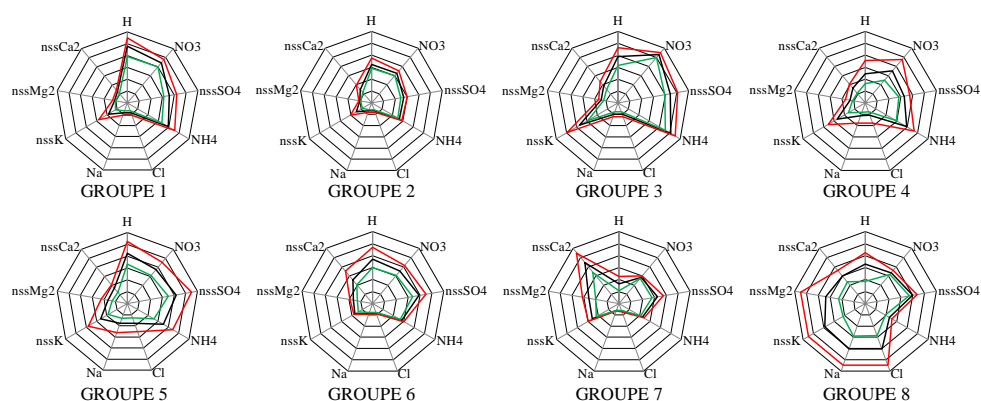 H
nssCa2 NO3
nssMg2 nssSO4
nssK NH4
Na Cl
GROUPE 1
H
nssCa2 NO3
nssMg2 nssSO4
nssK NH4
Na Cl
GROUPE 2
H
nssCa2 NO3
nssMg2 nssSO4
nssK NH4
Na Cl
GROUPE 3
H
nssCa2 NO3
nssMg2 nssSO4
nssK NH4
Na Cl
GROUPE 4
H
nssCa2 NO3
nssMg2 nssSO4
nssK NH4
Na Cl
GROUPE 5
H
nssCa2 NO3
nssMg2 nssSO4
nssK NH4
Na Cl
GROUPE 6
H
nssCa2 NO3
nssMg2 nssSO4
nssK NH4
Na Cl
GROUPE 7
H
nssCa2 NO3
nssMg2 nssSO4
nssK NH4
Na Cl
GROUPE 8